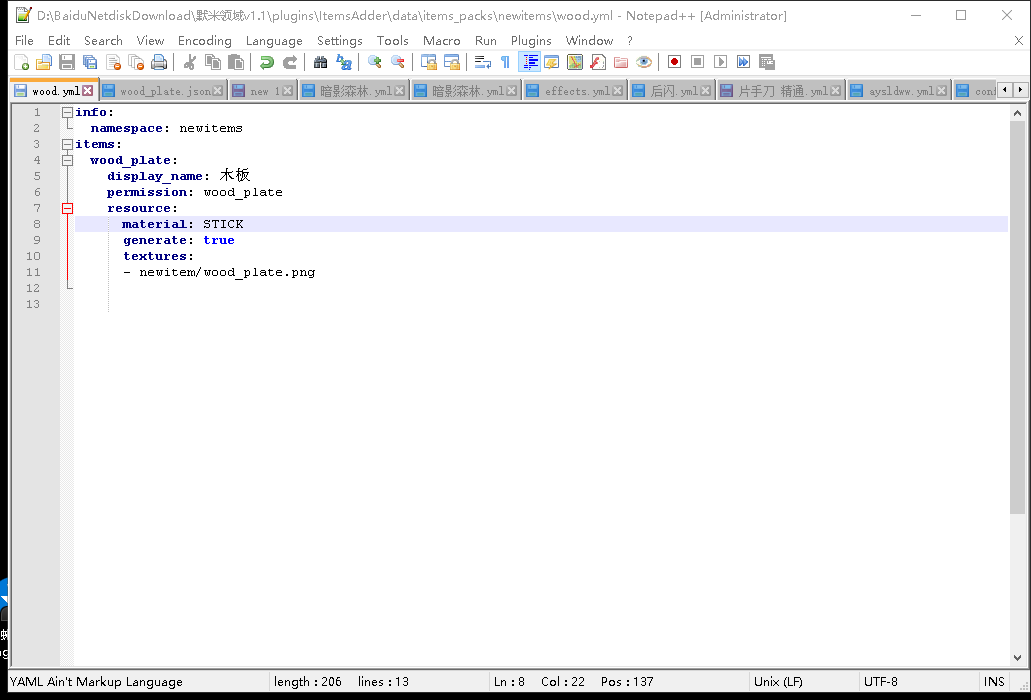 D:\BaiduNetdiskDownload\默米领域v1.1\plugins\ItemsAdder\data\items_packs\newitems\wood.yml - Notepad++ [Administrator]
File Edit Search View Encoding Language Settings Tools Macro Run Plugins Window ?
wood.yml wood_plate.json new 1 暗影森林.yml 暗影森林.yml effects.yml 后闪.yml 片手刀 精通.yml aysldww.yml
1 info:
2 namespace: newitems
3 items:
4 wood_plate:
5 display_name: 木板
6 permission: wood_plate
7 resource:
8 material: STICK
9 generate: true
10 textures:
11 - newitem/wood_plate.png
12
13
YAML Ain't Markup Language length : 206 lines : 13 Ln : 8 Col : 22 Pos : 137 Unix (LF) UTF-8 INS